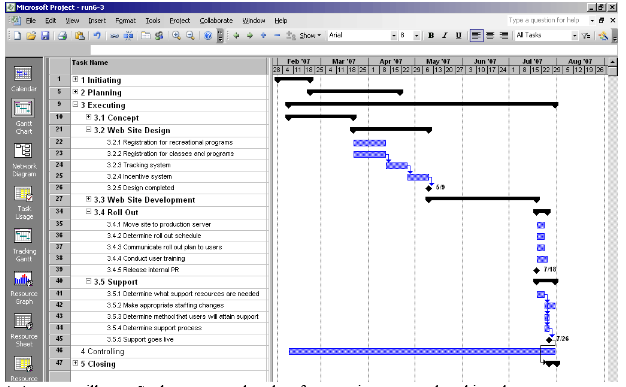 Microsoft Project - run6-3
File Edit View Insert Format Tools Project Collaborate Window Help
Type a question for help
Show Arial 8 B I U All Tasks
Task Name
Feb '07 Mar '07 Apr '07 May '07 Jun '07 Jul '07 Aug '07
28 4 11 18 25 4 11 18 25 1 8 15 22 29 6 13 20 27 3 10 17 24 1 8 15 22 29 5 12 19 26
Calendar
Gantt Chart
Network Diagram
Task Usage
Tracking Gantt
Resource Graph
Resource Sheet
Resource
1 1 Initiating
5 2 Planning
9 3 Executing
10 3.1 Concept
21 3.2 Web Site Design
22 3.2.1 Registration for recreational programs
23 3.2.2 Registration for classes and programs
24 3.2.3 Tracking system
25 3.2.4 Incentive system
26 3.2.5 Design completed 5/9
27 3.3 Web Site Development
34 3.4 Roll Out
35 3.4.1 Move site to production server
36 3.4.2 Determine roll out schedule
37 3.4.3 Communicate roll out plan to users
38 3.4.4 Conduct user training
39 3.4.5 Release internal PR 7/18
40 3.5 Support
41 3.5.1 Determine what support resources are needed
42 3.5.2 Make appropriate staffing changes
43 3.5.3 Determine method that users will attain support
44 3.5.4 Determine support process
45 3.5.5 Support goes live 7/26
46 4 Controlling
47 5 Closing